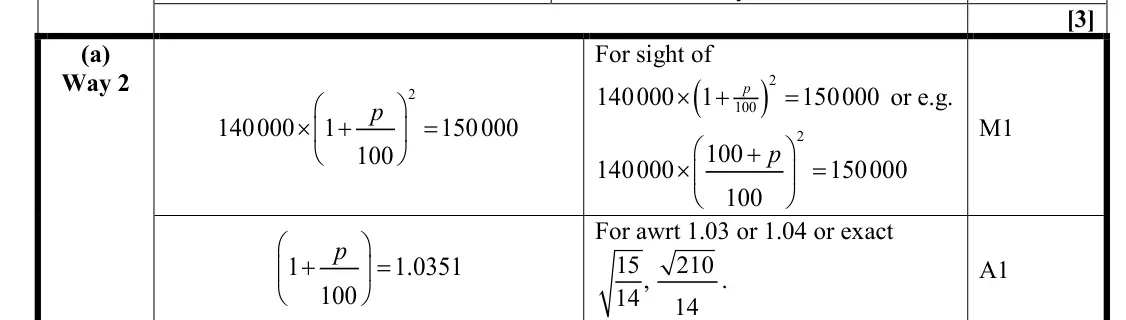 [3]
(a)
Way 2
140000×(1+p/100)²=150000
For sight of
140000×(1+p/100)²=150000 or e.g.
140000×((100+p)/100)²=150000
M1
(1+p/100)=1.0351
For awrt 1.03 or 1.04 or exact
√(15/14), √210/14.
A1